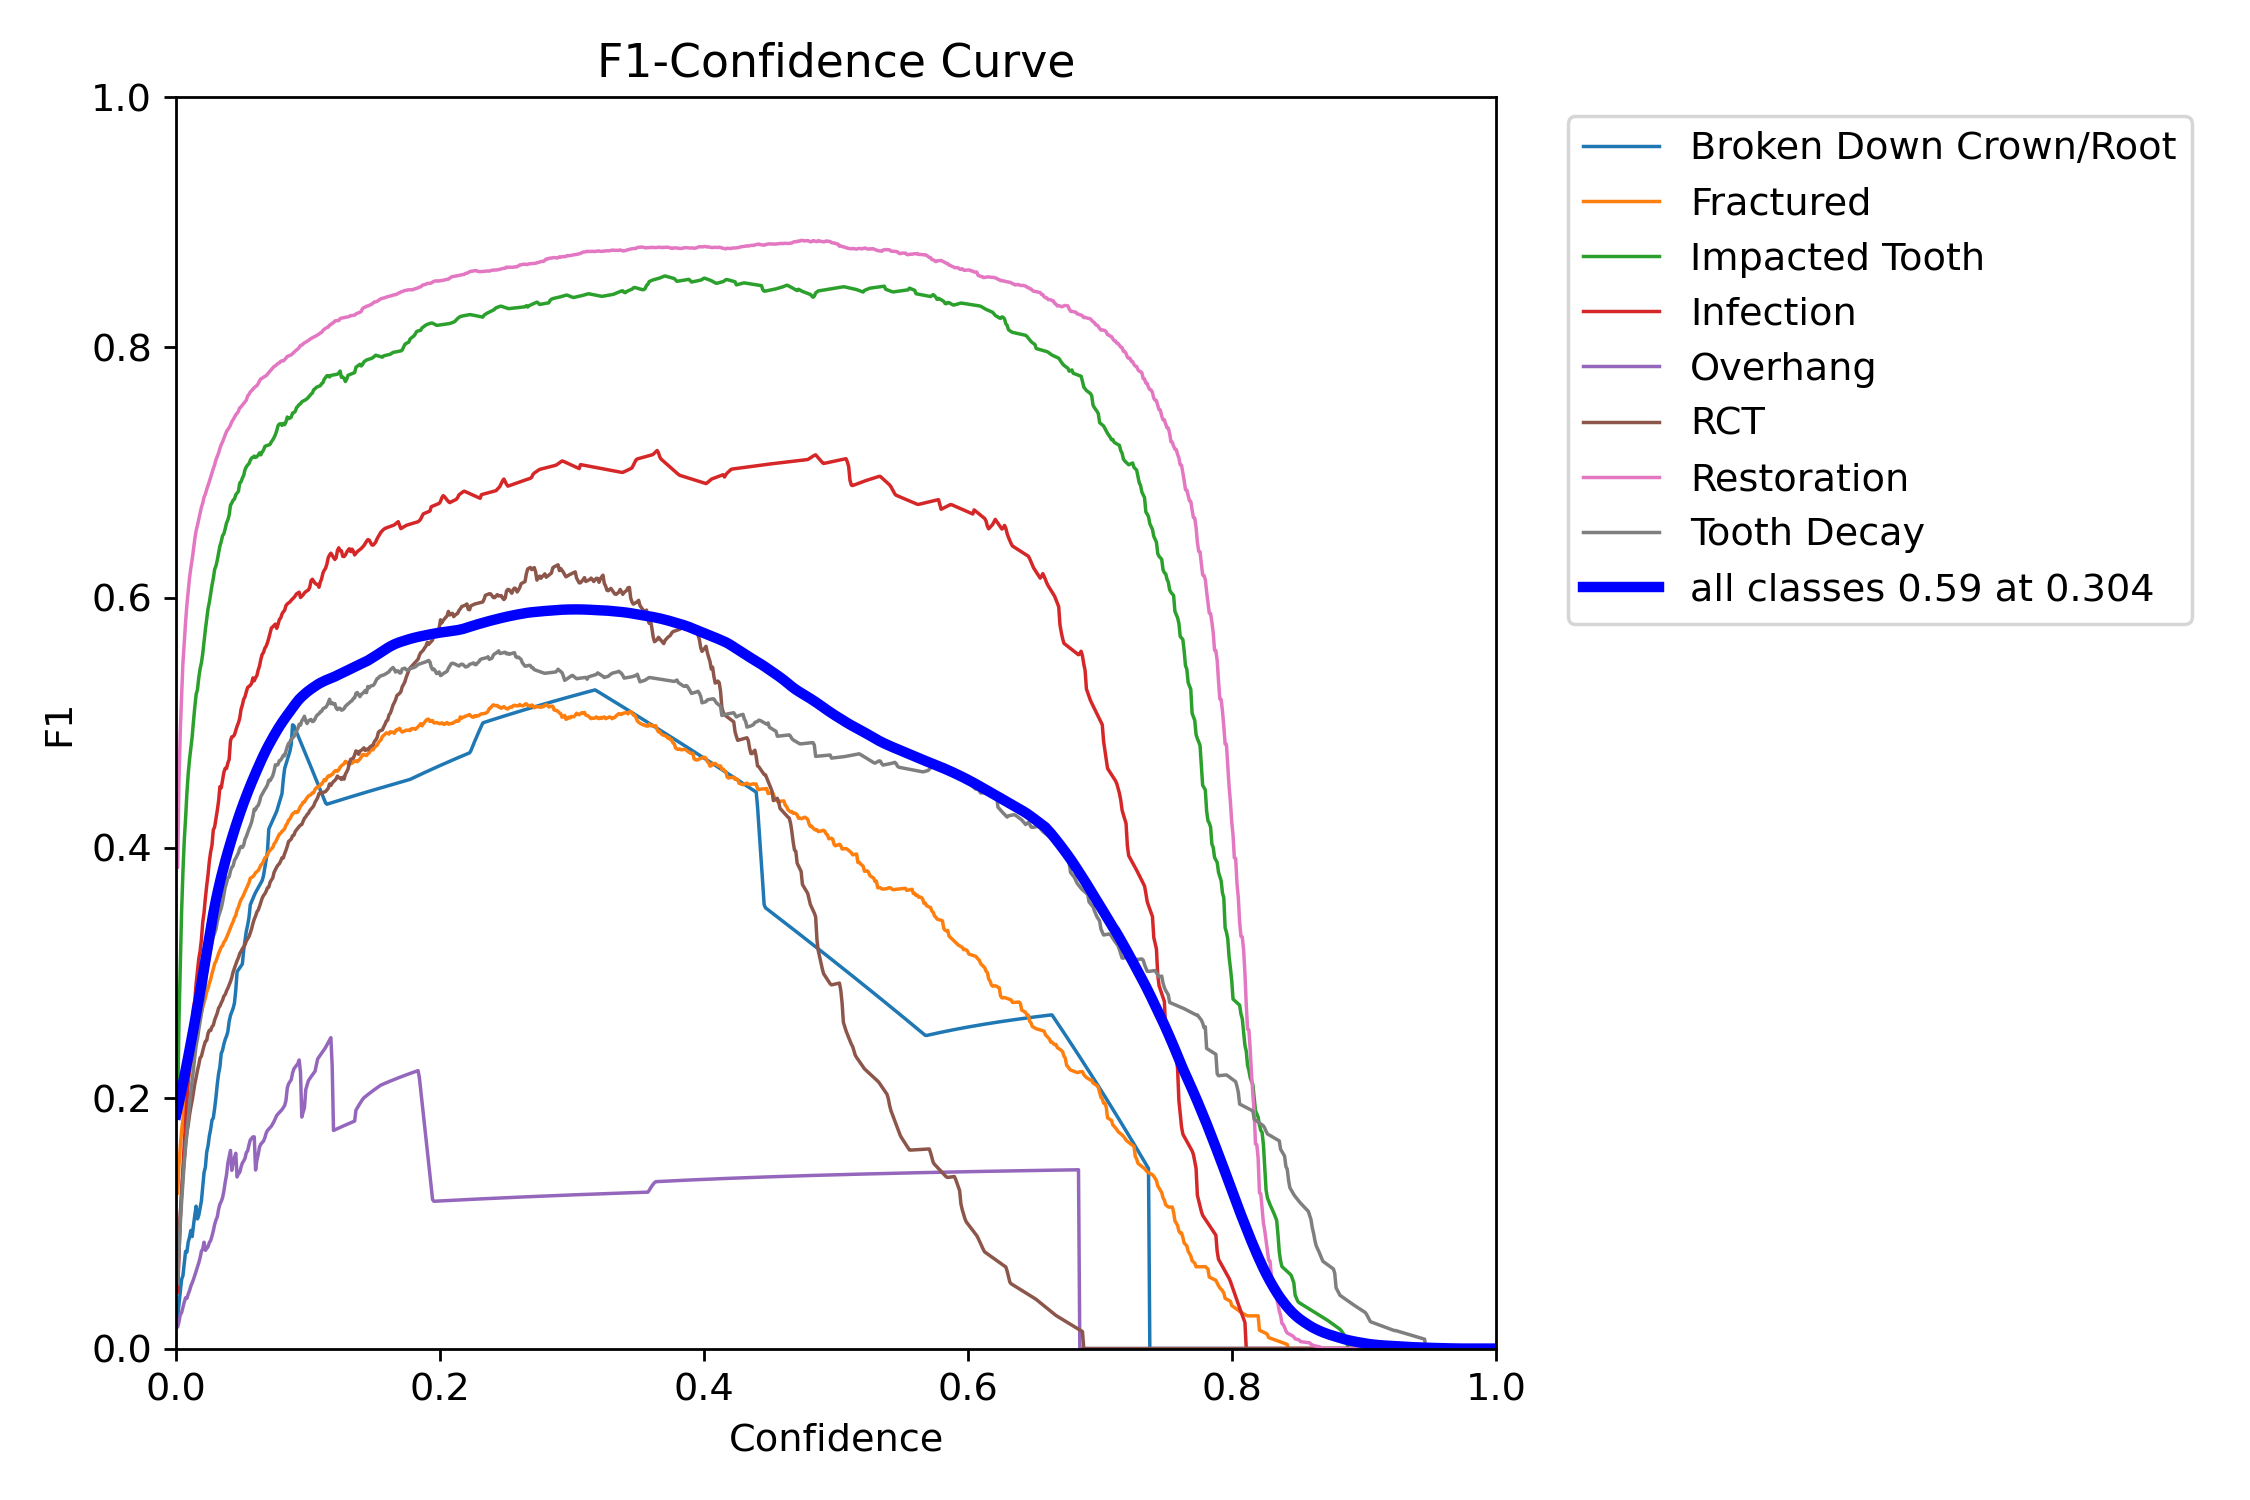 F1-Confidence Curve
1.0
0.8
0.6
0.4
0.2
0.0
F1
0.0 0.2 0.4 0.6 0.8 1.0
Confidence
Broken Down Crown/Root
Fractured
Impacted Tooth
Infection
Overhang
RCT
Restoration
Tooth Decay
all classes 0.59 at 0.304